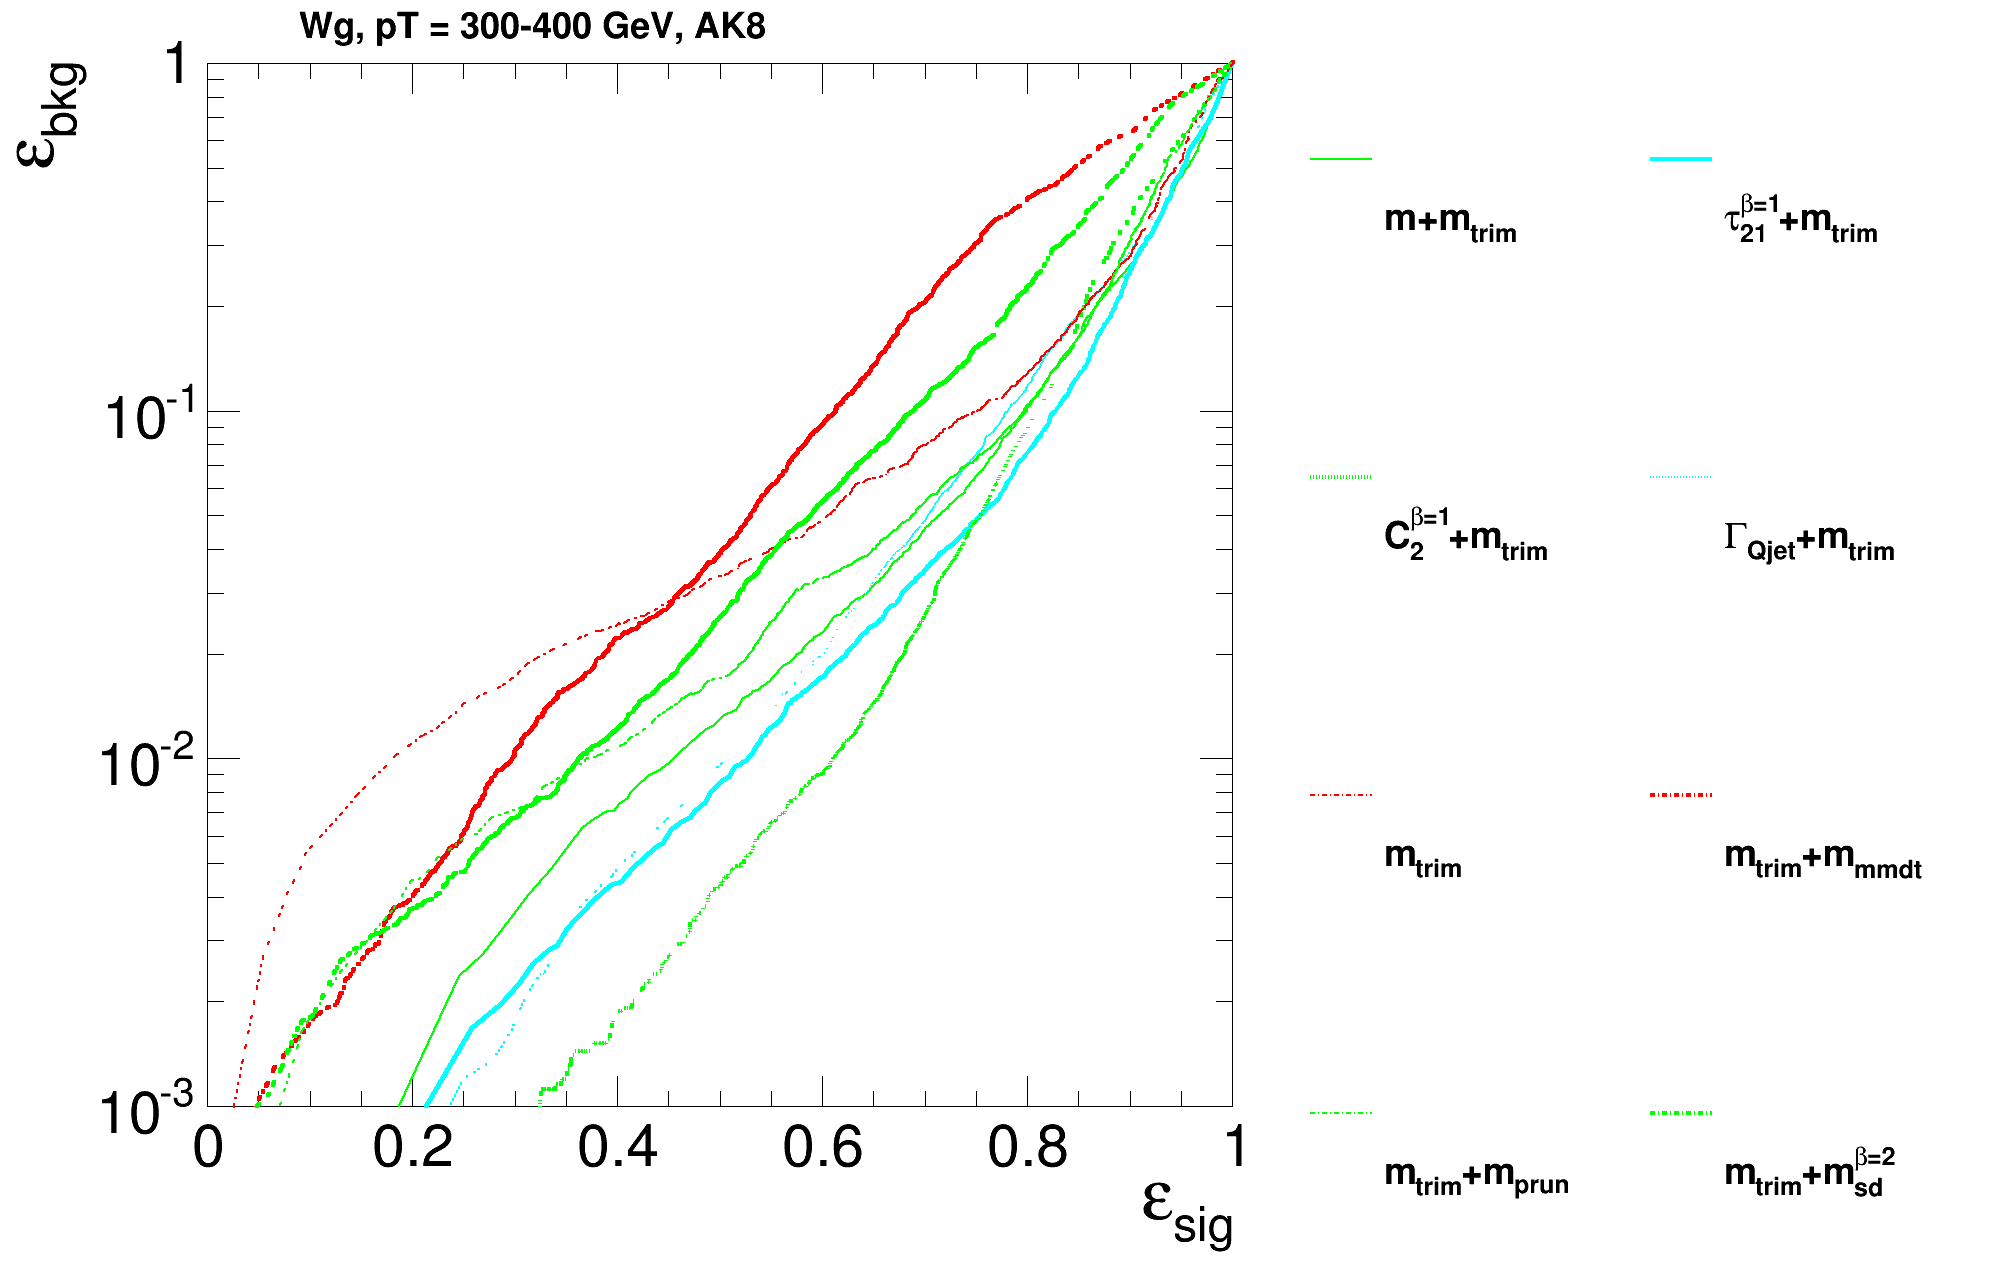 Wg, pT = 300-400 GeV, AK8
ε_bkg
1
10^-1
10^-2
10^-3
0 0.2 0.4 0.6 0.8 1
ε_sig
m+m_trim
τ_21^β=1+m_trim
C_2^β=1+m_trim
Γ_Qjet+m_trim
m_trim
m_trim+m_mmdt
m_trim+m_prun
m_trim+m_sd^β=2